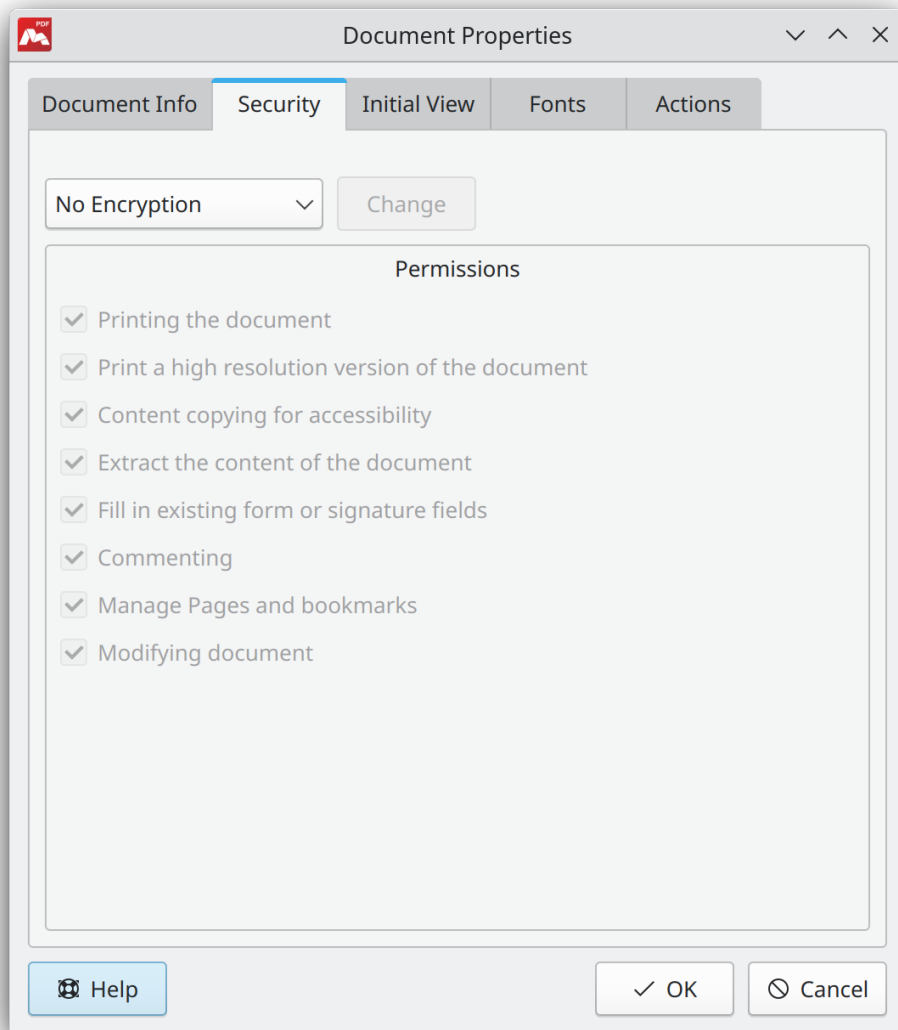 PDF
Document Properties
Document Info
Security
Initial View
Fonts
Actions
No Encryption
Change
Permissions
Printing the document
Print a high resolution version of the document
Content copying for accessibility
Extract the content of the document
Fill in existing form or signature fields
Commenting
Manage Pages and bookmarks
Modifying document
Help
OK
Cancel